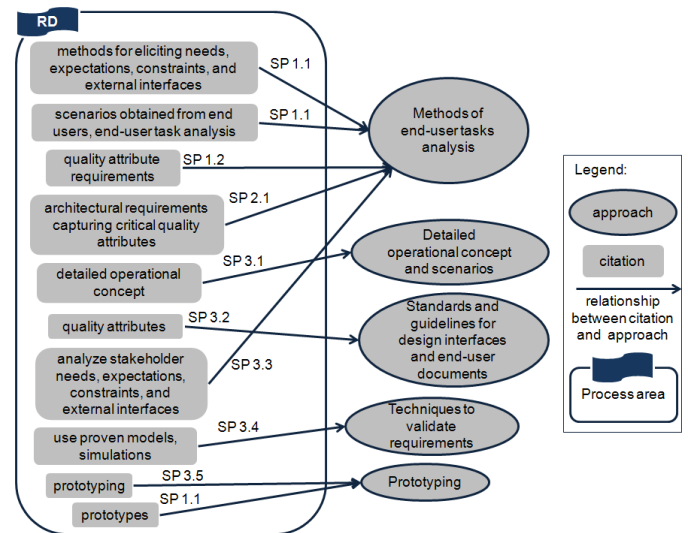 RD
methods for eliciting needs,
expectations, constraints, and
external interfaces
SP 1.1
scenarios obtained from end
users, end-user task analysis
SP 1.1
Methods of
end-user tasks
analysis
quality attribute
requirements
SP 1.2
architectural requirements
capturing critical quality
attributes
SP 2.1
detailed operational
concept
SP 3.1
Detailed
operational concept
and scenarios
quality attributes
SP 3.2
Standards and
guidelines for
design interfaces
and end-user
documents
analyze stakeholder
needs, expectations,
constraints, and
external interfaces
SP 3.3
use proven models,
simulations
SP 3.4
Techniques to
validate
requirements
prototyping
SP 3.5
Prototyping
prototypes
SP 1.1
Legend:
approach
citation
relationship
between citation
and approach
Process area